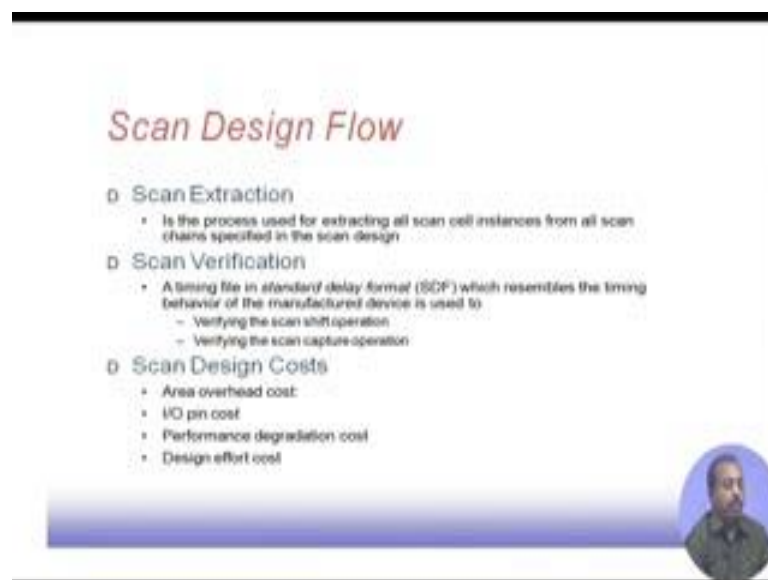 Scan Design Flow
Scan Extraction
• Is the process used for extracting all scan cell instances from all scan
chains specified in the scan design
Scan Verification
• A timing file in standard delay format (SDF) which resembles the timing
behavior of the manufactured device is used to
– Verifying the scan shift operation
– Verifying the scan capture operation
Scan Design Costs
• Area overhead cost
• I/O pin cost
• Performance degradation cost
• Design effort cost